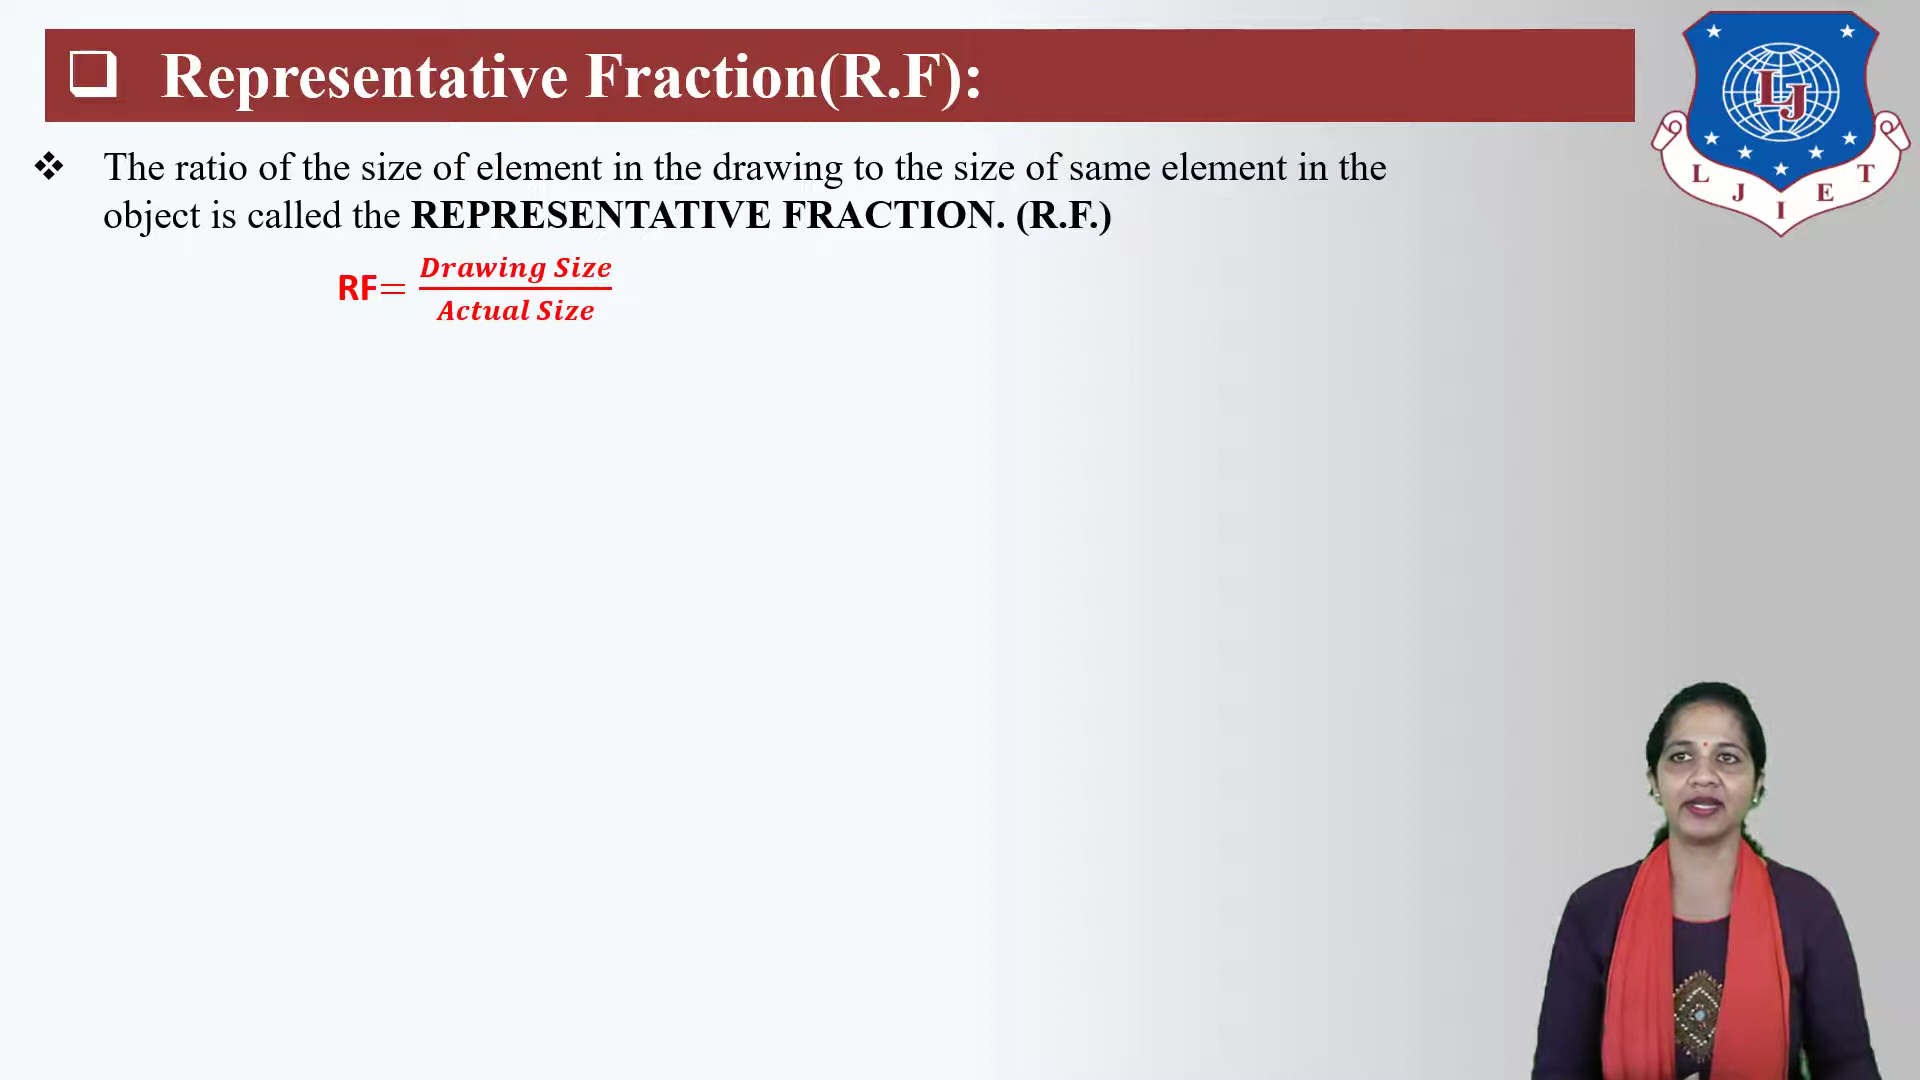 Representative Fraction(R.F):
The ratio of the size of element in the drawing to the size of same element in the
object is called the REPRESENTATIVE FRACTION. (R.F.)
RF= Drawing Size
Actual Size
LJ
L J I E T